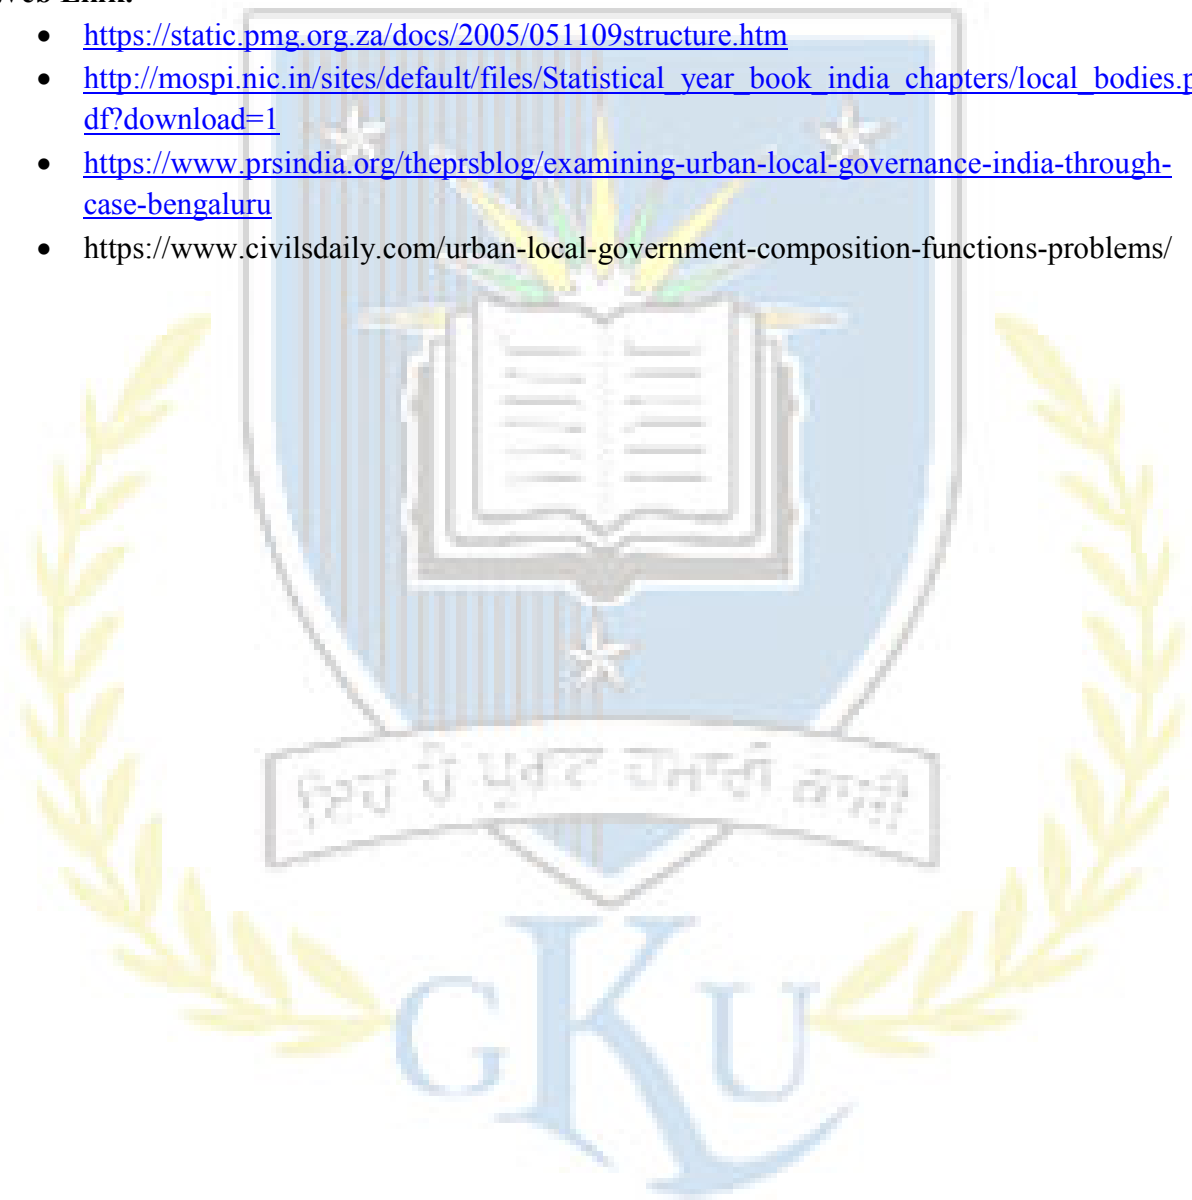 Web Link:
• https://static.pmg.org.za/docs/2005/051109structure.htm
• http://mospi.nic.in/sites/default/files/Statistical_year_book_india_chapters/local_bodies.p
df?download=1
• https://www.prsindia.org/theprsblog/examining-urban-local-governance-india-through-
case-bengaluru
• https://www.civilsdaily.com/urban-local-government-composition-functions-problems/
GKU